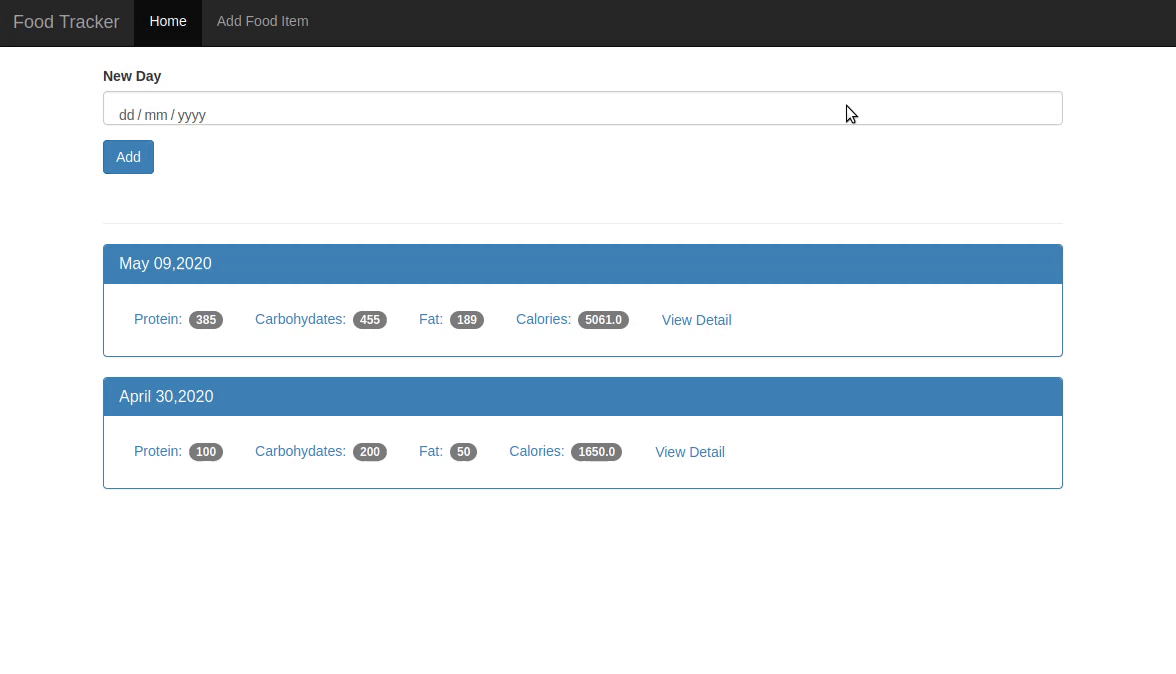 Food Tracker Home Add Food Item
New Day
dd / mm / yyyy
Add
May 09,2020
Protein: 385 Carbohydates: 455 Fat: 189 Calories: 5061.0 View Detail
April 30,2020
Protein: 100 Carbohydates: 200 Fat: 50 Calories: 1650.0 View Detail